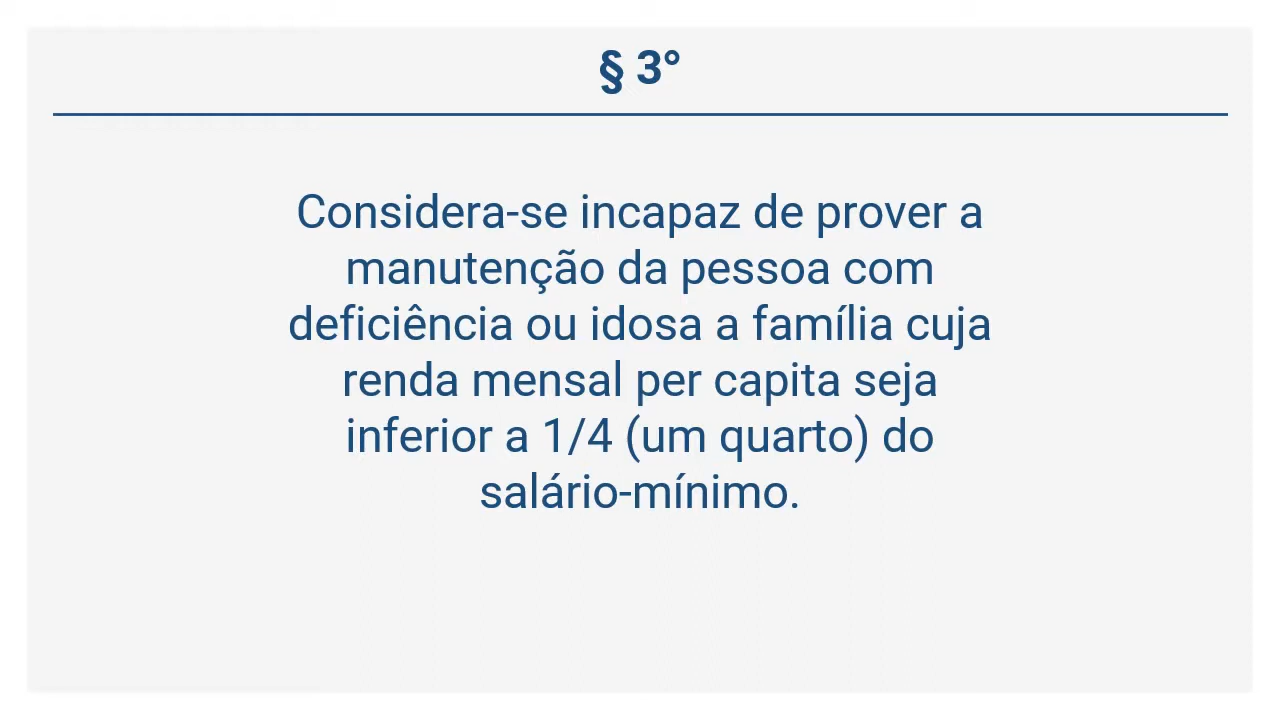 § 3°
Considera-se incapaz de prover a
manutenção da pessoa com
deficiência ou idosa a família cuja
renda mensal per capita seja
inferior a 1/4 (um quarto) do
salário-mínimo.